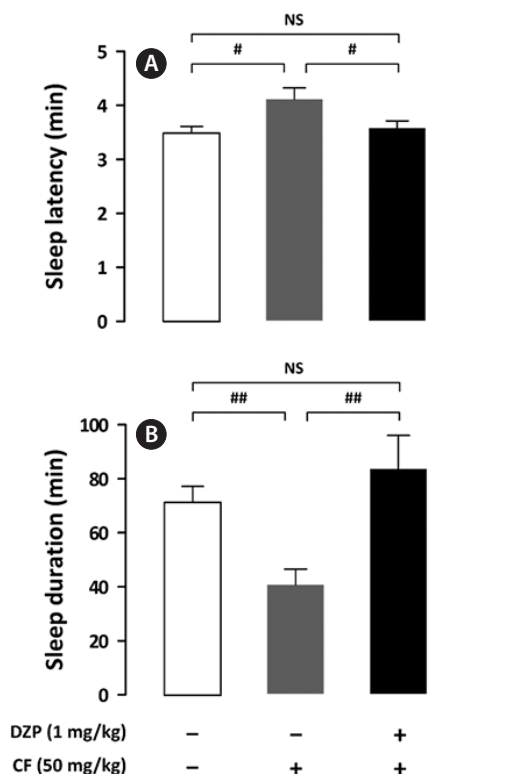 NS
# #
A
Sleep latency (min)
5
4
3
2
1
0
NS
## ##
B
Sleep duration (min)
100
80
60
40
20
0
DZP (1 mg/kg) – – +
CF (50 mg/kg) – + +